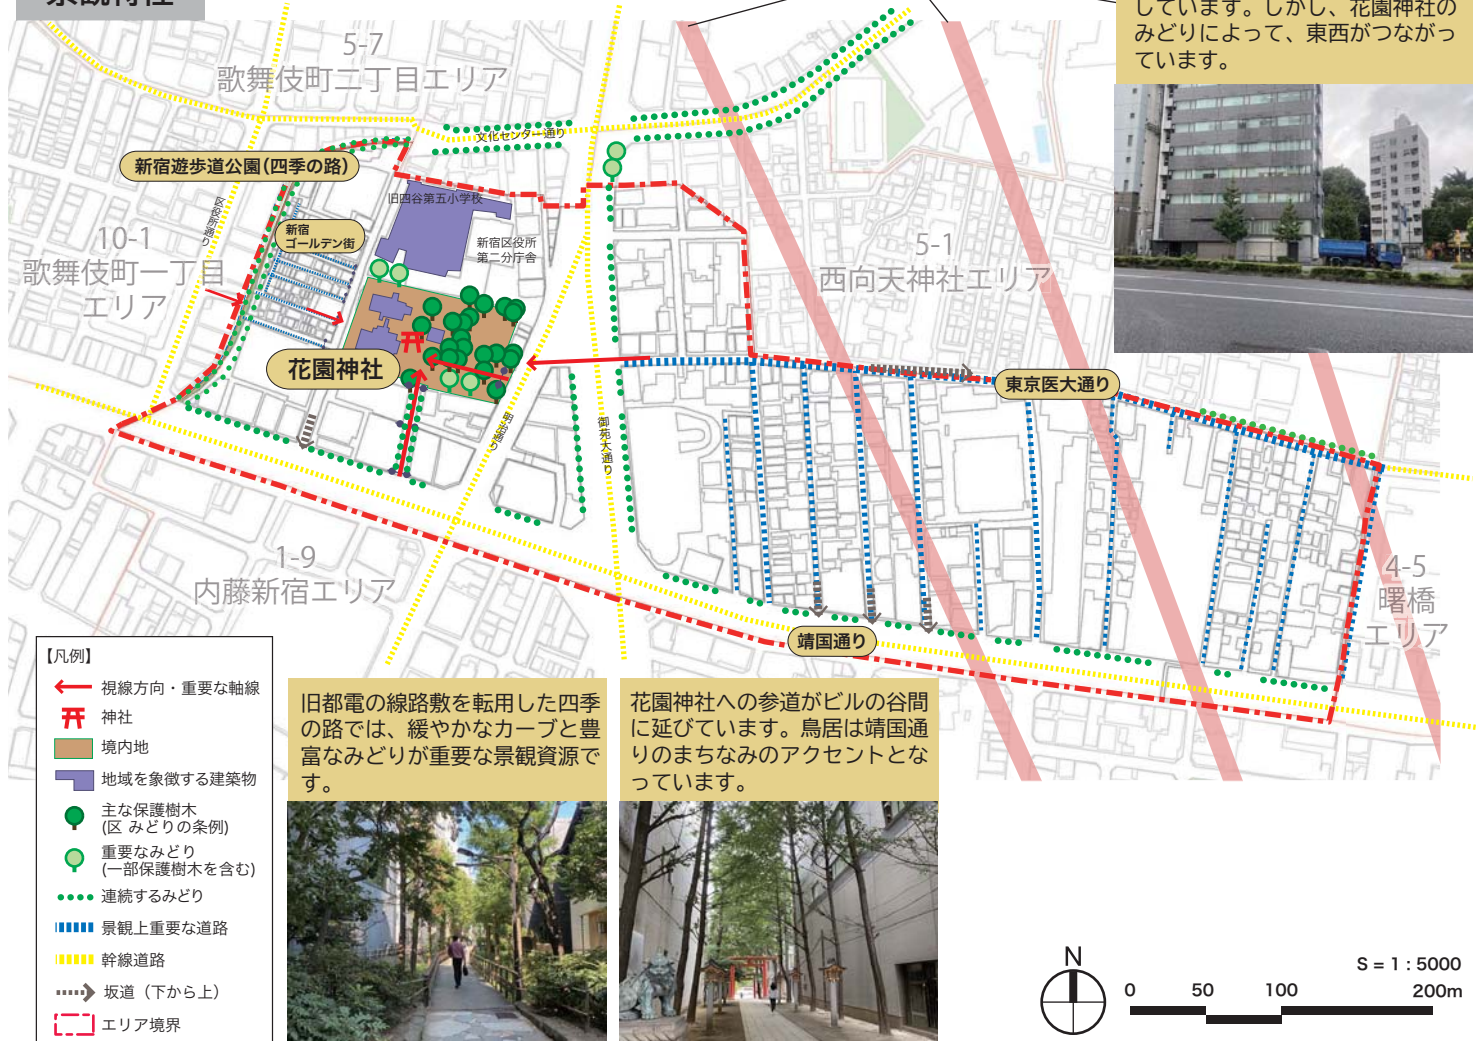 景観特性
しています。しかし、花園神社の
みどりによって、東西がつながっ
ています。
5-7
歌舞伎町二丁目エリア
文化センター通り
新宿遊歩道公園(四季の路)
旧四谷第五小学校
区役所通り
新宿
ゴールデン街
新宿区役所
第二分庁舎
10-1
歌舞伎町一丁目
エリア
5-1
西向天神社エリア
花園神社
東京医大通り
明治通り
御苑大通り
1-9
内藤新宿エリア
4-5
曙橋
エリア
靖国通り
【凡例】
視線方向・重要な軸線
神社
境内地
地域を象徴する建築物
主な保護樹木
(区 みどりの条例)
重要なみどり
(一部保護樹木を含む)
連続するみどり
景観上重要な道路
幹線道路
坂道（下から上）
エリア境界
旧都電の線路敷を転用した四季
の路では、緩やかなカーブと豊
富なみどりが重要な景観資源で
す。
花園神社への参道がビルの谷間
に延びています。鳥居は靖国通
りのまちなみのアクセントとな
っています。
N
S = 1 : 5000
0 50 100 200m